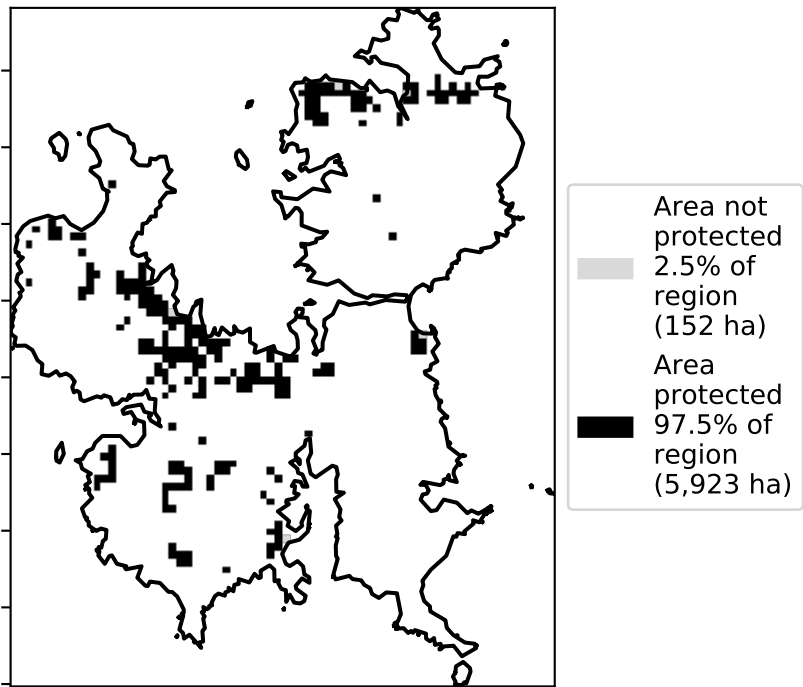 Area not
protected
2.5% of
region
(152 ha)
Area
protected
97.5% of
region
(5,923 ha)